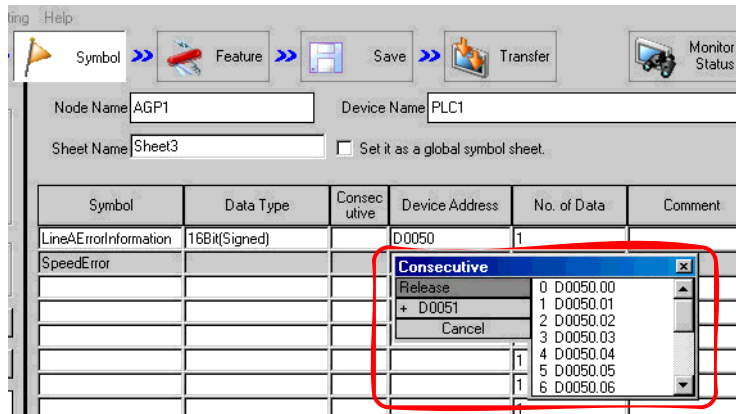 ting Help
Symbol Feature Save Transfer Monitor Status
Node Name AGP1 Device Name PLC1
Sheet Name Sheet3 Set it as a global symbol sheet.
Symbol Data Type Consecutive Device Address No. of Data Comment
LineAErrorInformation 16Bit(Signed) D0050 1
SpeedError
Consecutive
Release 0 D0050.00
+ D0051 1 D0050.01
Cancel 2 D0050.02
3 D0050.03
1 4 D0050.04
5 D0050.05
1 6 D0050.06